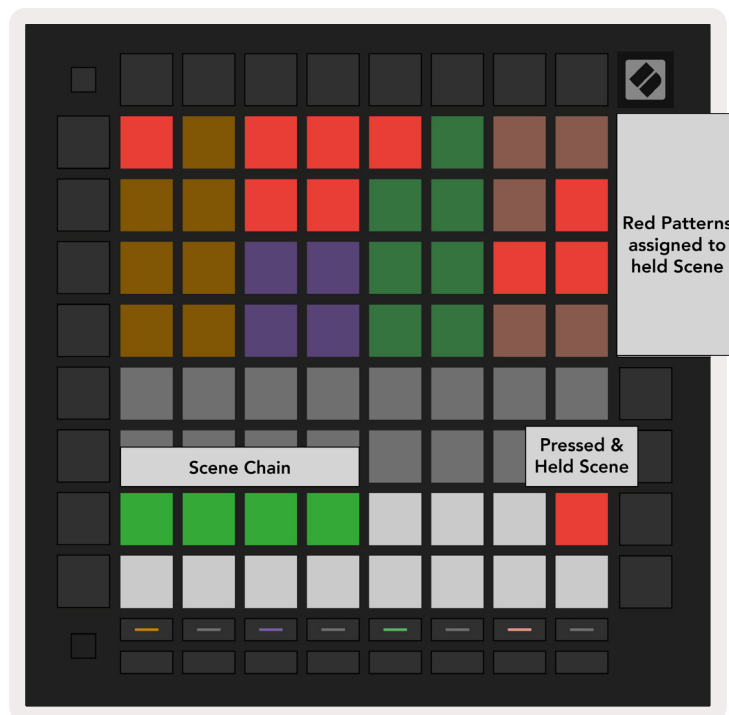 Red Patterns
assigned to
held Scene
Pressed &
Held Scene
Scene Chain